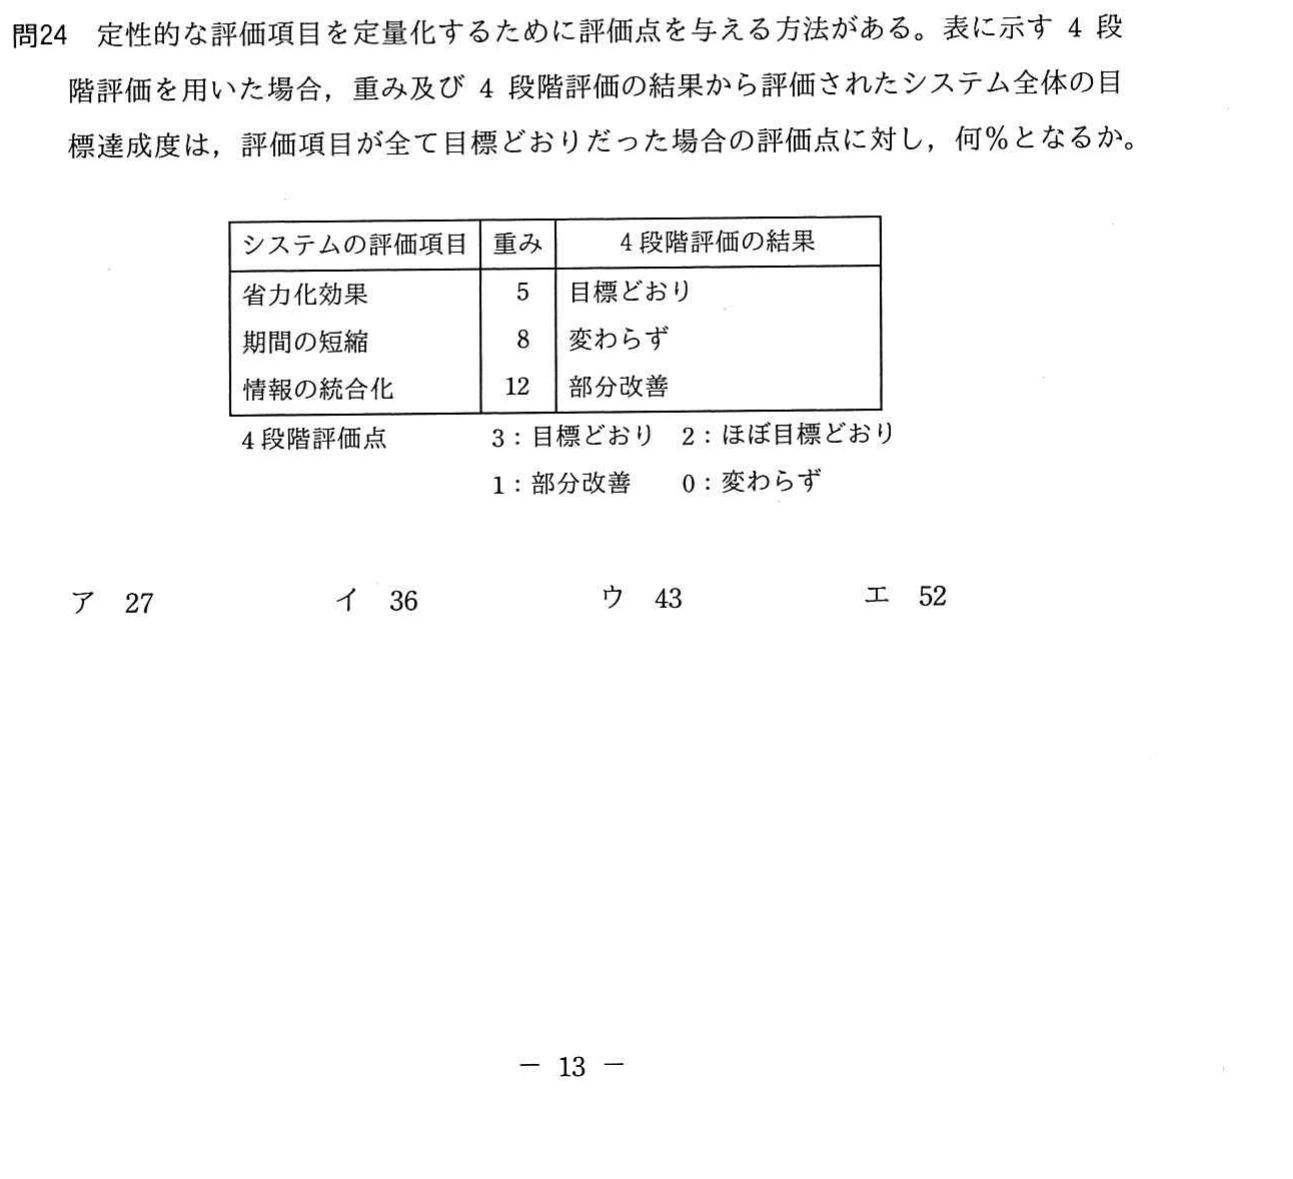 問24 定性的な評価項目を定量化するために評価点を与える方法がある。表に示す 4 段
階評価を用いた場合，重み及び 4 段階評価の結果から評価されたシステム全体の目
標達成度は，評価項目が全て目標どおりだった場合の評価点に対し，何％となるか。
システムの評価項目 重み 4 段階評価の結果
省力化効果 5 目標どおり
期間の短縮 8 変わらず
情報の統合化 12 部分改善
4 段階評価点 3：目標どおり 2：ほぼ目標どおり
1：部分改善 0：変わらず
ア 27 イ 36 ウ 43 エ 52
－ 13 －